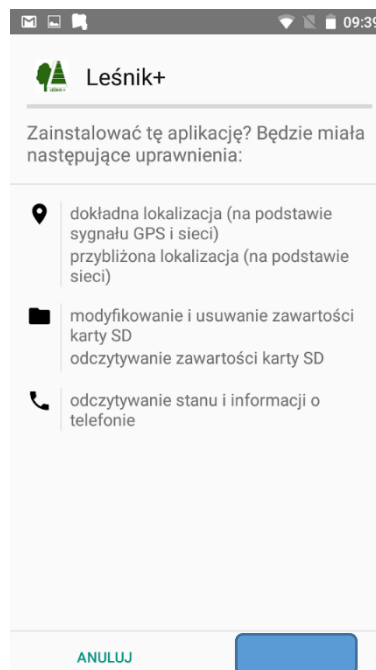 09:39
Leśnik+
Zainstalować tę aplikację? Będzie miała
następujące uprawnienia:
dokładna lokalizacja (na podstawie
sygnału GPS i sieci)
przybliżona lokalizacja (na podstawie
sieci)
modyfikowanie i usuwanie zawartości
karty SD
odczytywanie zawartości karty SD
odczytywanie stanu i informacji o
telefonie
ANULUJ